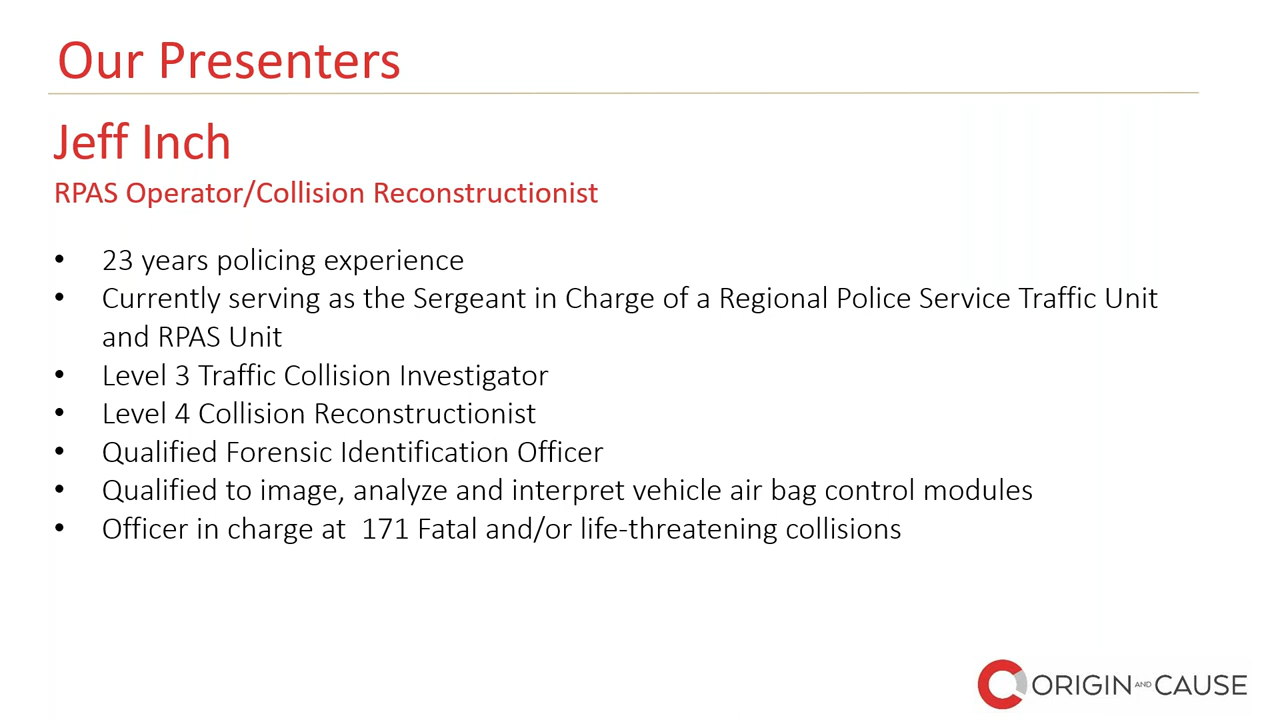 Our Presenters
Jeff Inch
RPAS Operator/Collision Reconstructionist
• 23 years policing experience
• Currently serving as the Sergeant in Charge of a Regional Police Service Traffic Unit
and RPAS Unit
• Level 3 Traffic Collision Investigator
• Level 4 Collision Reconstructionist
• Qualified Forensic Identification Officer
• Qualified to image, analyze and interpret vehicle air bag control modules
• Officer in charge at  171 Fatal and/or life-threatening collisions
ORIGIN AND CAUSE